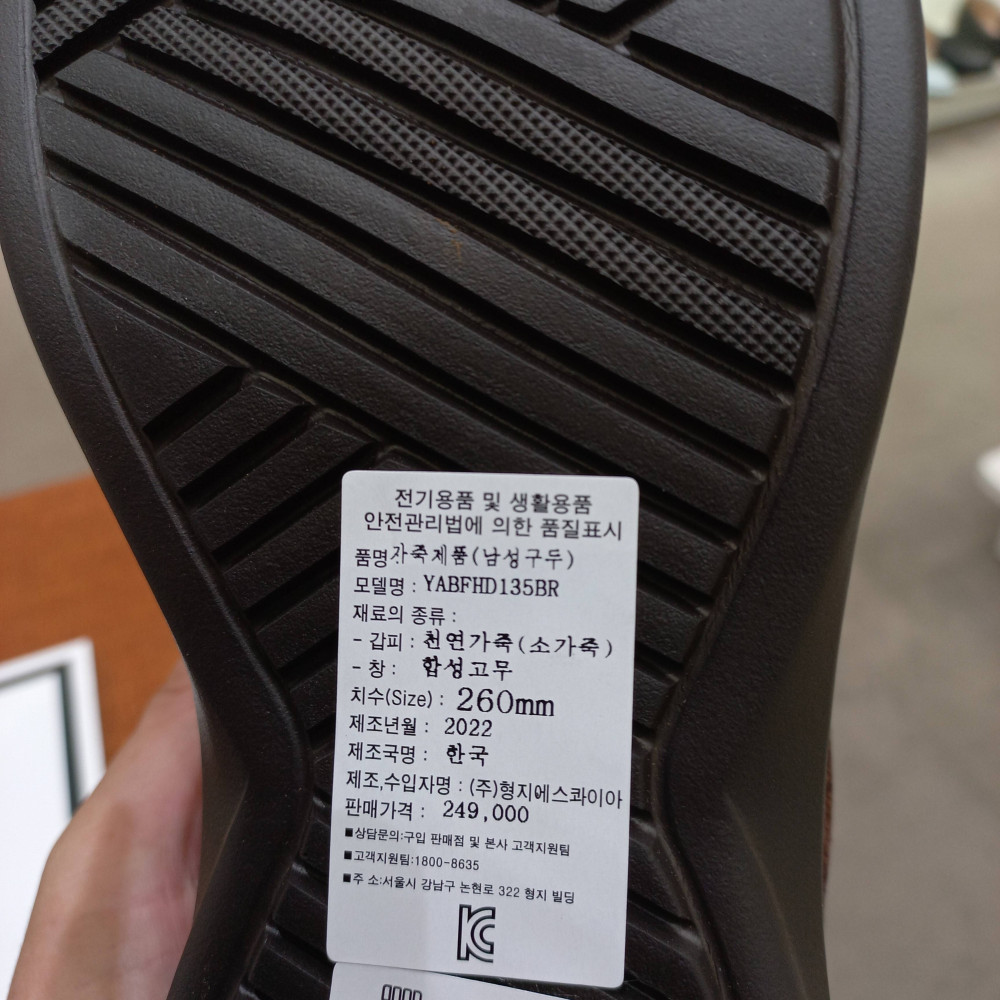 전기용품 및 생활용품
안전관리법에 의한 품질표시
품명:가죽제품(남성구두)
모델명 : YABFHD135BR
재료의 종류 :
- 갑피 : 천연가죽(소가죽)
- 창 : 합성고무
치수(Size) : 260mm
제조년월 : 2022
제조국명 : 한국
제조,수입자명 : (주)형지에스콰이아
판매가격 : 249,000
■상담문의:구입 판매점 및 본사 고객지원팀
■고객지원팀:1800-8635
■주 소:서울시 강남구 논현로 322 형지 빌딩
KC